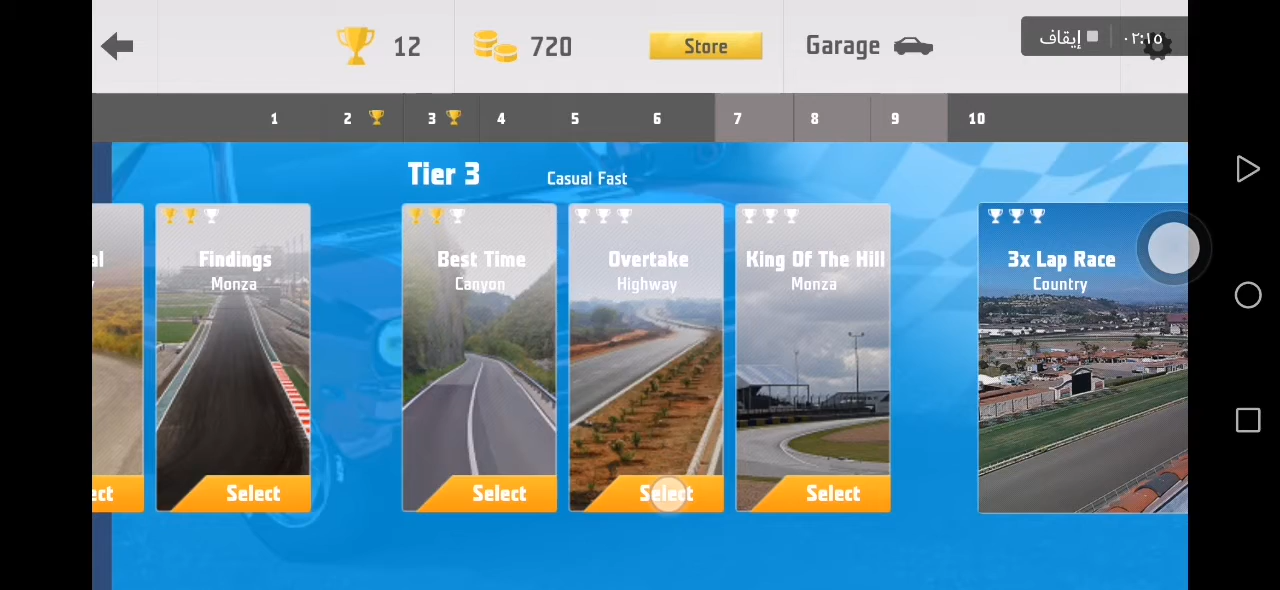 12
720
Store
Garage
إيقاف
٠٢:١٥
1
2
3
4
5
6
7
8
9
10
Tier 3
Casual Fast
al
Findings
Monza
Best Time
Canyon
Overtake
Highway
King Of The Hill
Monza
3x Lap Race
Country
ect
Select
Select
Select
Select